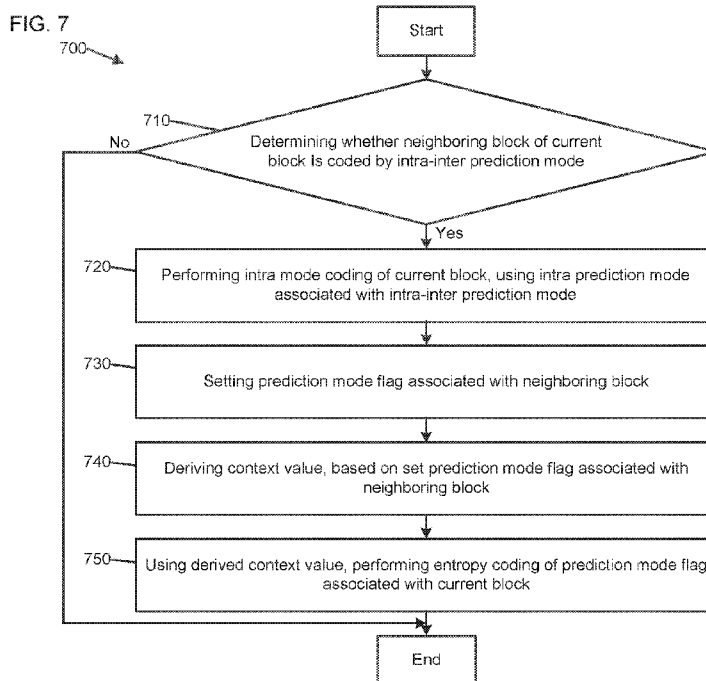 FIG. 7
700
Start
710
No
Determining whether neighboring block of current
block is coded by intra-inter prediction mode
Yes
720
Performing intra mode coding of current block, using intra prediction mode
associated with intra-inter prediction mode
730
Setting prediction mode flag associated with neighboring block
740
Deriving context value, based on set prediction mode flag associated with
neighboring block
750
Using derived context value, performing entropy coding of prediction mode flag
associated with current block
End